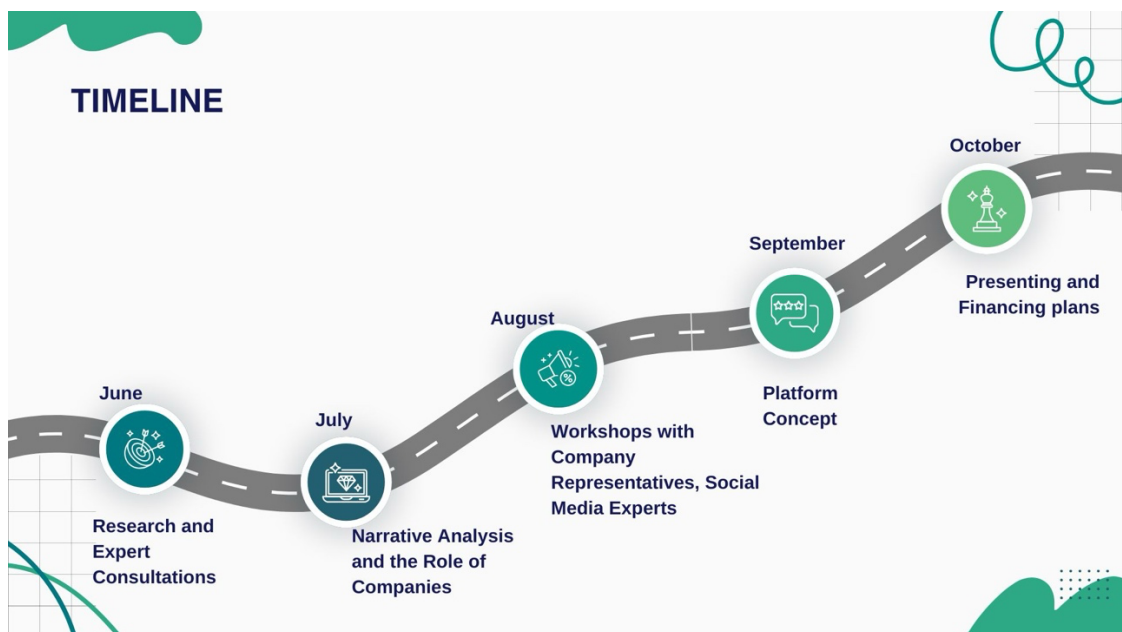 TIMELINE
June
Research and
Expert
Consultations
July
Narrative Analysis
and the Role of
Companies
August
%
Workshops with
Company
Representatives, Social
Media Experts
September
Platform
Concept
October
Presenting and
Financing plans